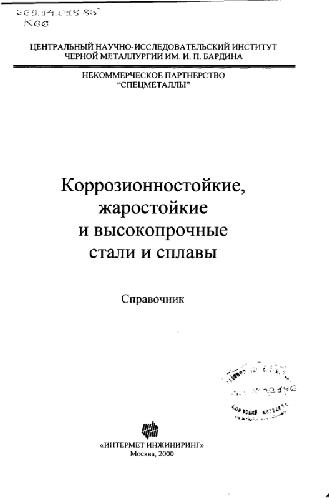 ЦЕНТРАЛЬНЫЙ НАУЧНО-ИССЛЕДОВАТЕЛЬСКИЙ ИНСТИТУТ
ЧЕРНОЙ МЕТАЛЛУРГИИ ИМ. И. П. БАРДИНА
НЕКОММЕРЧЕСКОЕ ПАРТНЕРСТВО
"СПЕЦМЕТАЛЛЫ"
Коррозионностойкие,
жаростойкие
и высокопрочные
стали и сплавы
Справочник
«ИНТЕРМЕТ ИНЖИНИРИНГ»
Москва, 2000